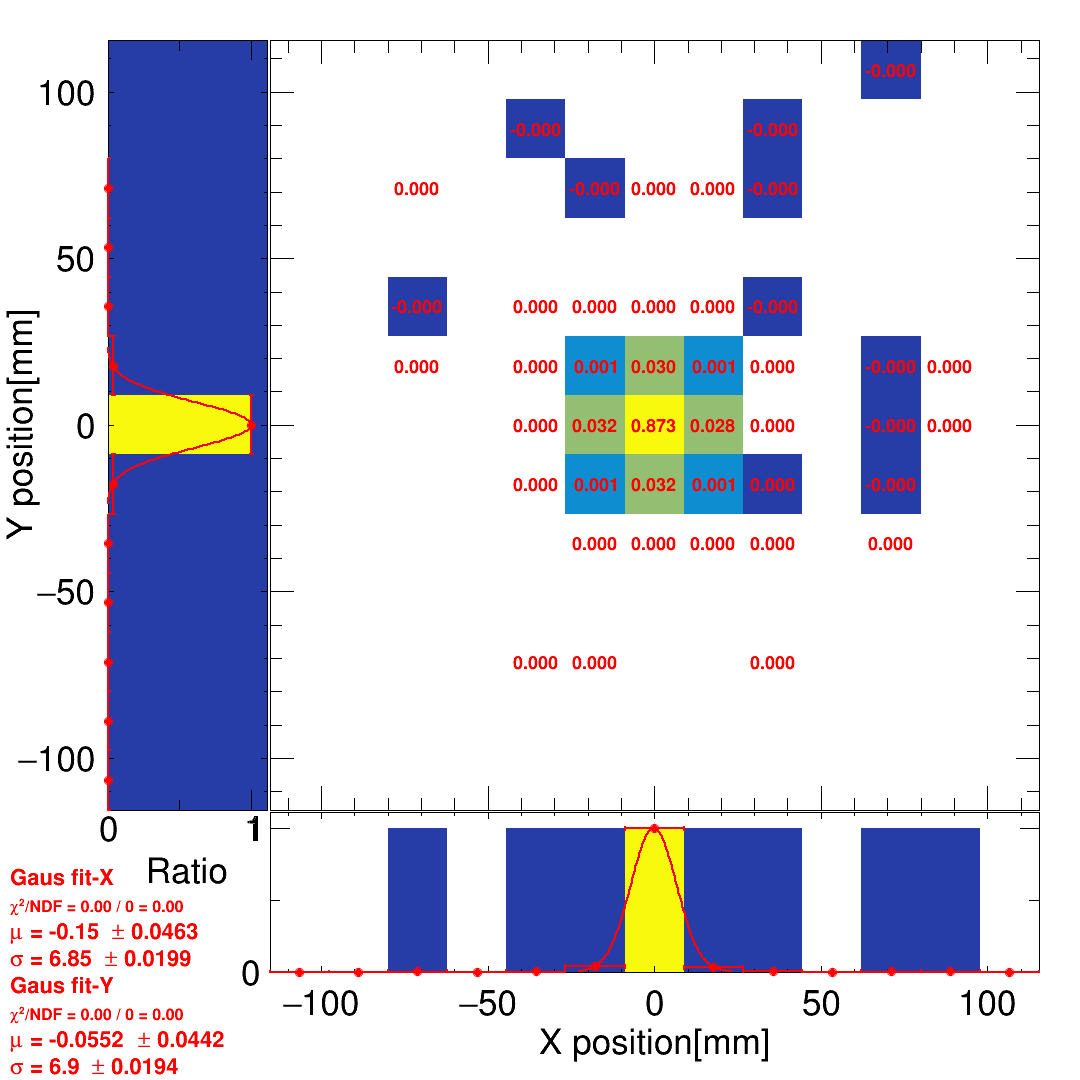 100
50
0
−50
−100
Y position[mm]
-0.000
-0.000 -0.000
0.000 -0.000 0.000 0.000 -0.000
-0.000 0.000 0.000 0.000 0.000 -0.000
0.000 0.000 0.001 0.030 0.001 0.000 -0.000 0.000
0.000 0.032 0.873 0.028 0.000 -0.000 0.000
0.000 0.001 0.032 0.001 0.000 -0.000
0.000 0.000 0.000 0.000 0.000
0.000 0.000 0.000
0 1
Ratio
1
0
−100 −50 0 50 100
X position[mm]
Gaus fit-X
χ²/NDF = 0.00 / 0 = 0.00
μ = -0.15 ± 0.0463
σ = 6.85 ± 0.0199
Gaus fit-Y
χ²/NDF = 0.00 / 0 = 0.00
μ = -0.0552 ± 0.0442
σ = 6.9 ± 0.0194